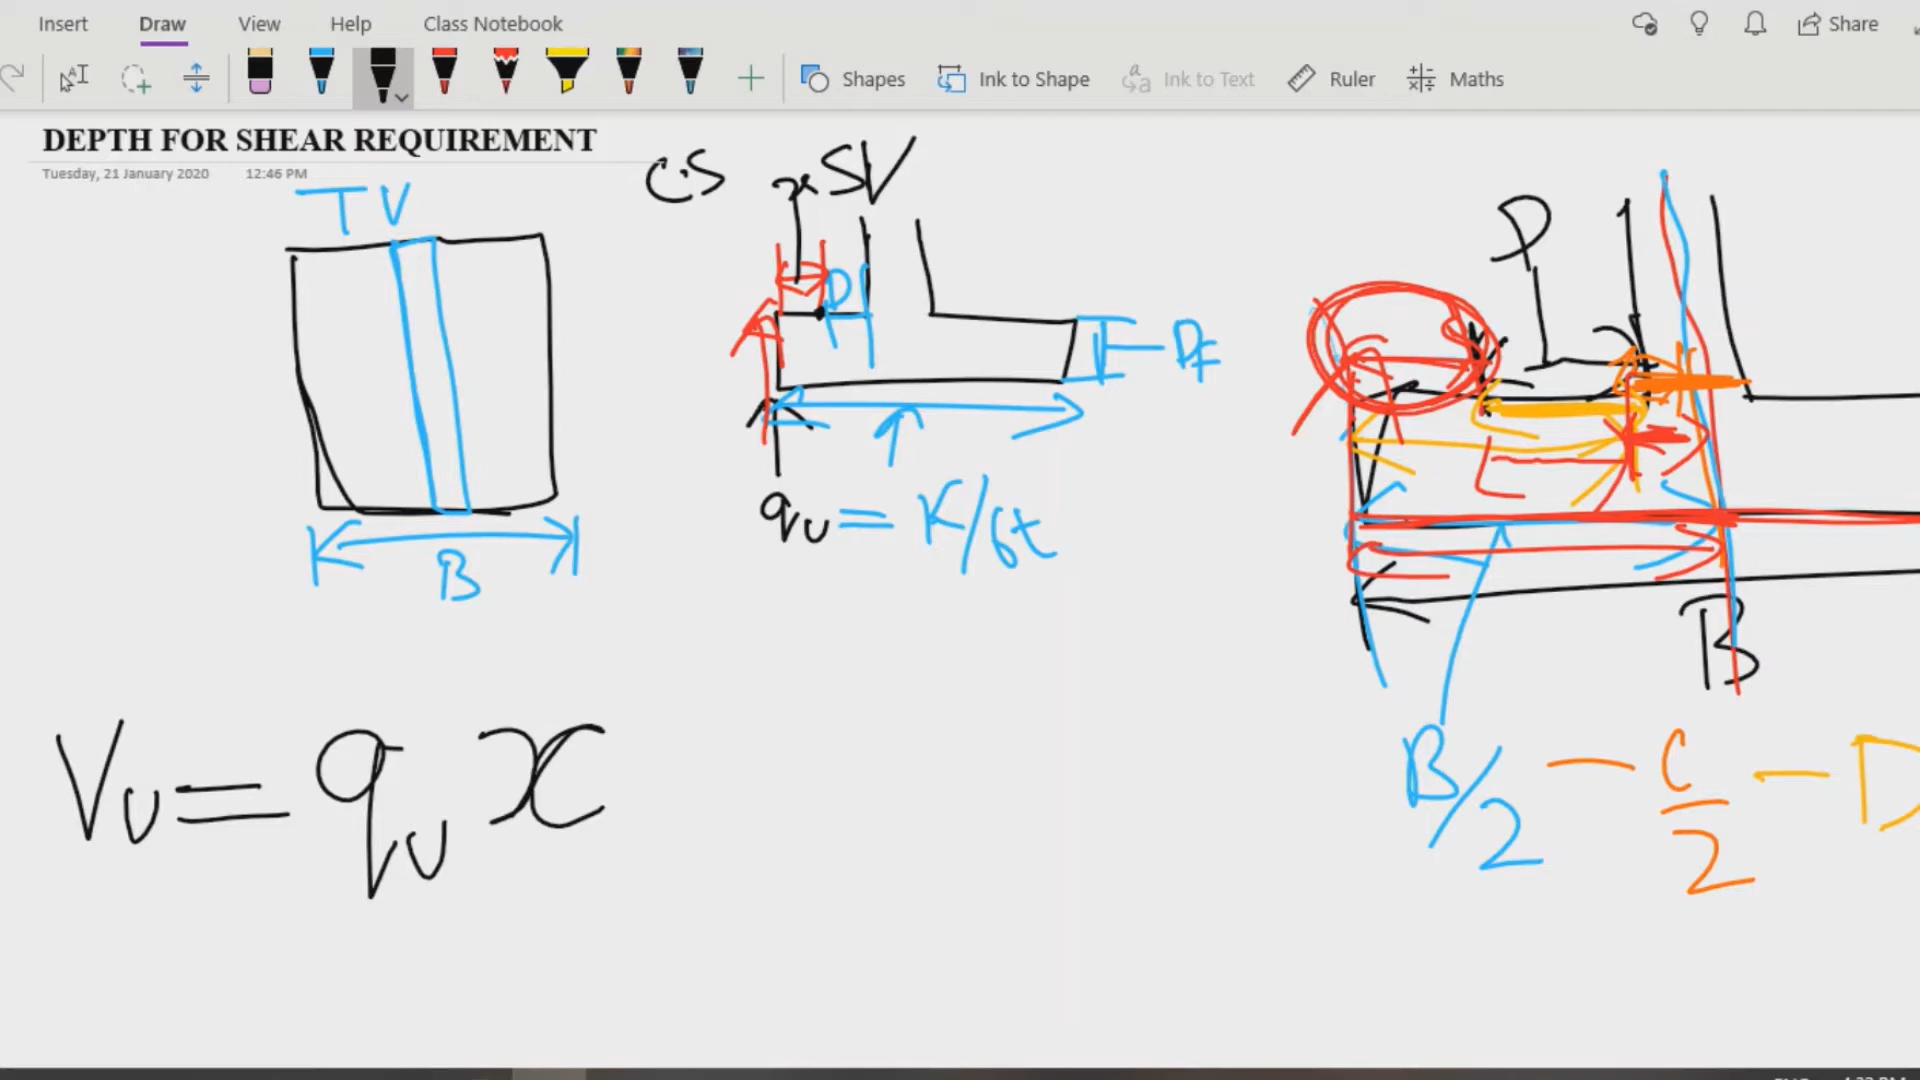 Insert Draw View Help Class Notebook Share
Shapes Ink to Shape Ink to Text Ruler Maths
DEPTH FOR SHEAR REQUIREMENT
Tuesday, 21 January 2020 12:46 PM
TV
C.S
x SV
P
D
DF
B
qu = K/ft
B
Vu = qu x
B/2 - C/2 - D